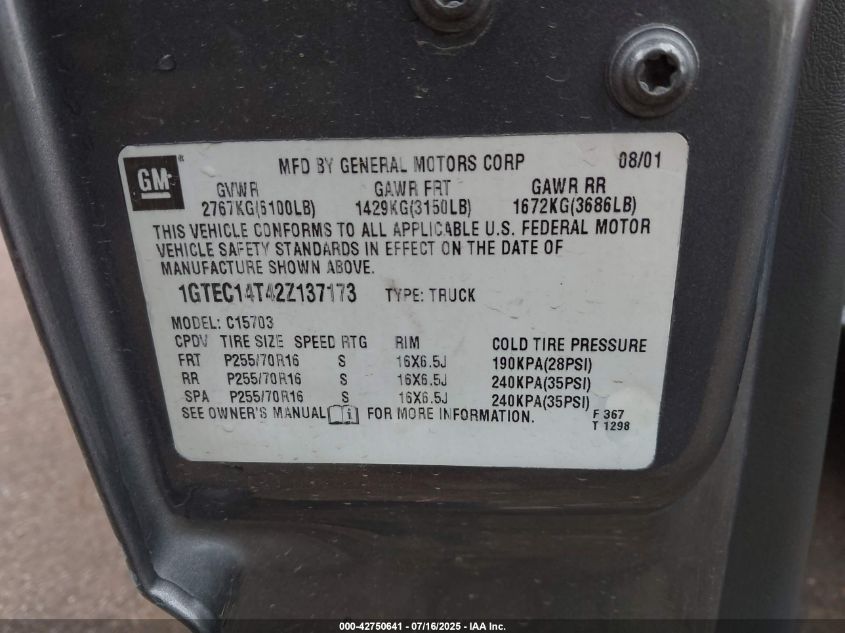 GM
MFD BY GENERAL MOTORS CORP 08/01
GVWR GAWR FRT GAWR RR
2767KG(6100LB) 1429KG(3150LB) 1672KG(3686LB)
THIS VEHICLE CONFORMS TO ALL APPLICABLE U.S. FEDERAL MOTOR
VEHICLE SAFETY STANDARDS IN EFFECT ON THE DATE OF
MANUFACTURE SHOWN ABOVE.
1GTEC14T42Z137173 TYPE: TRUCK
MODEL: C15703
CPDV TIRE SIZE SPEED RTG RIM COLD TIRE PRESSURE
FRT P255/70R16 S 16X6.5J 190KPA(28PSI)
RR P255/70R16 S 16X6.5J 240KPA(35PSI)
SPA P255/70R16 S 16X6.5J 240KPA(35PSI)
SEE OWNER'S MANUAL FOR MORE INFORMATION.
F 367
T 1298
000-42750641 - 07/16/2025 - IAA Inc.